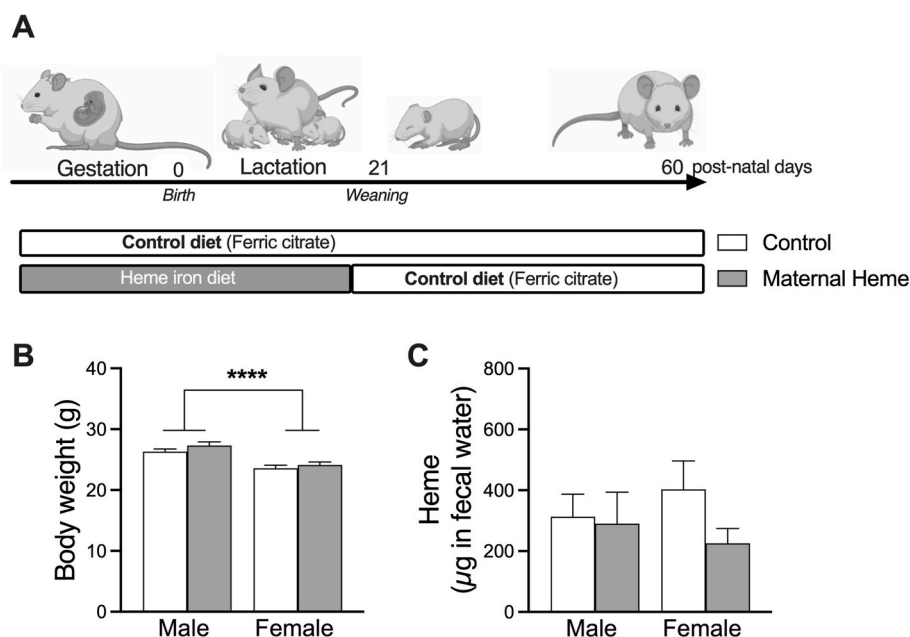 A
Gestation 0 Lactation 21 60 post-natal days
Birth Weaning
Control diet (Ferric citrate)
Control
Heme iron diet
Control diet (Ferric citrate)
Maternal Heme
B
Body weight (g)
40
30
20
10
0
****
Male Female
C
Heme
(µg in fecal water)
800
600
400
200
0
Male Female